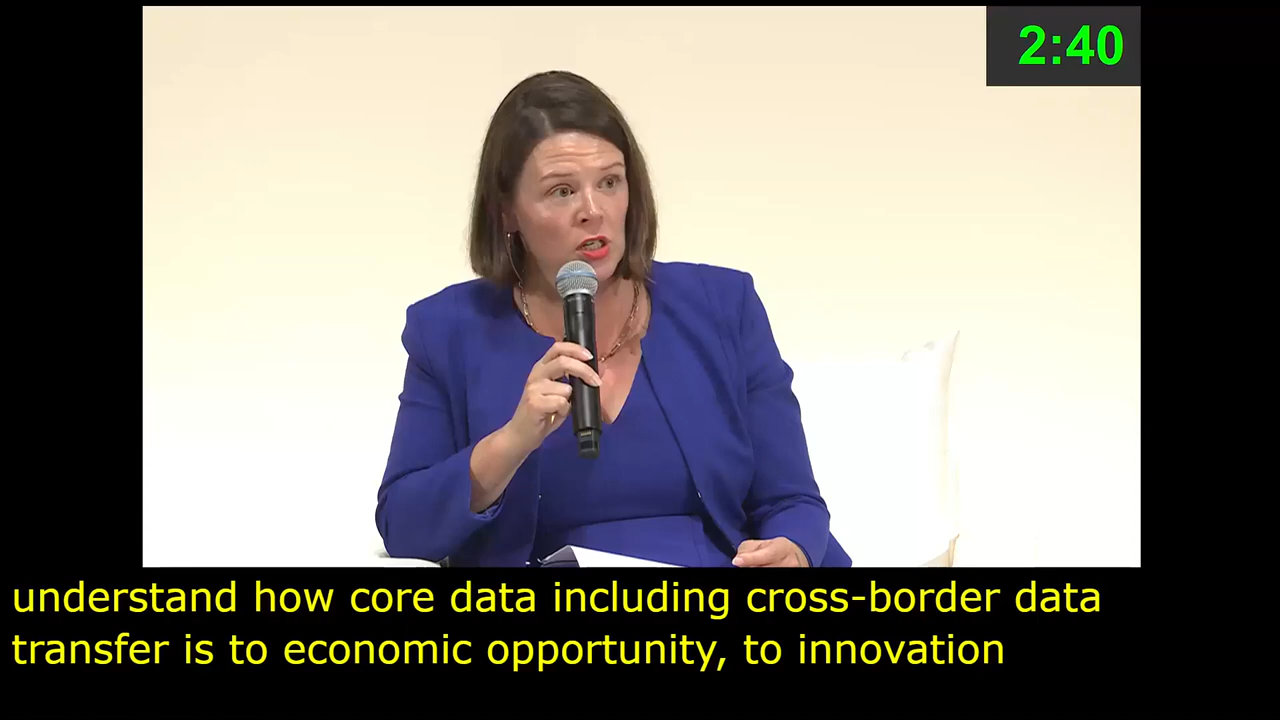 2:40
understand how core data including cross-border data
transfer is to economic opportunity, to innovation